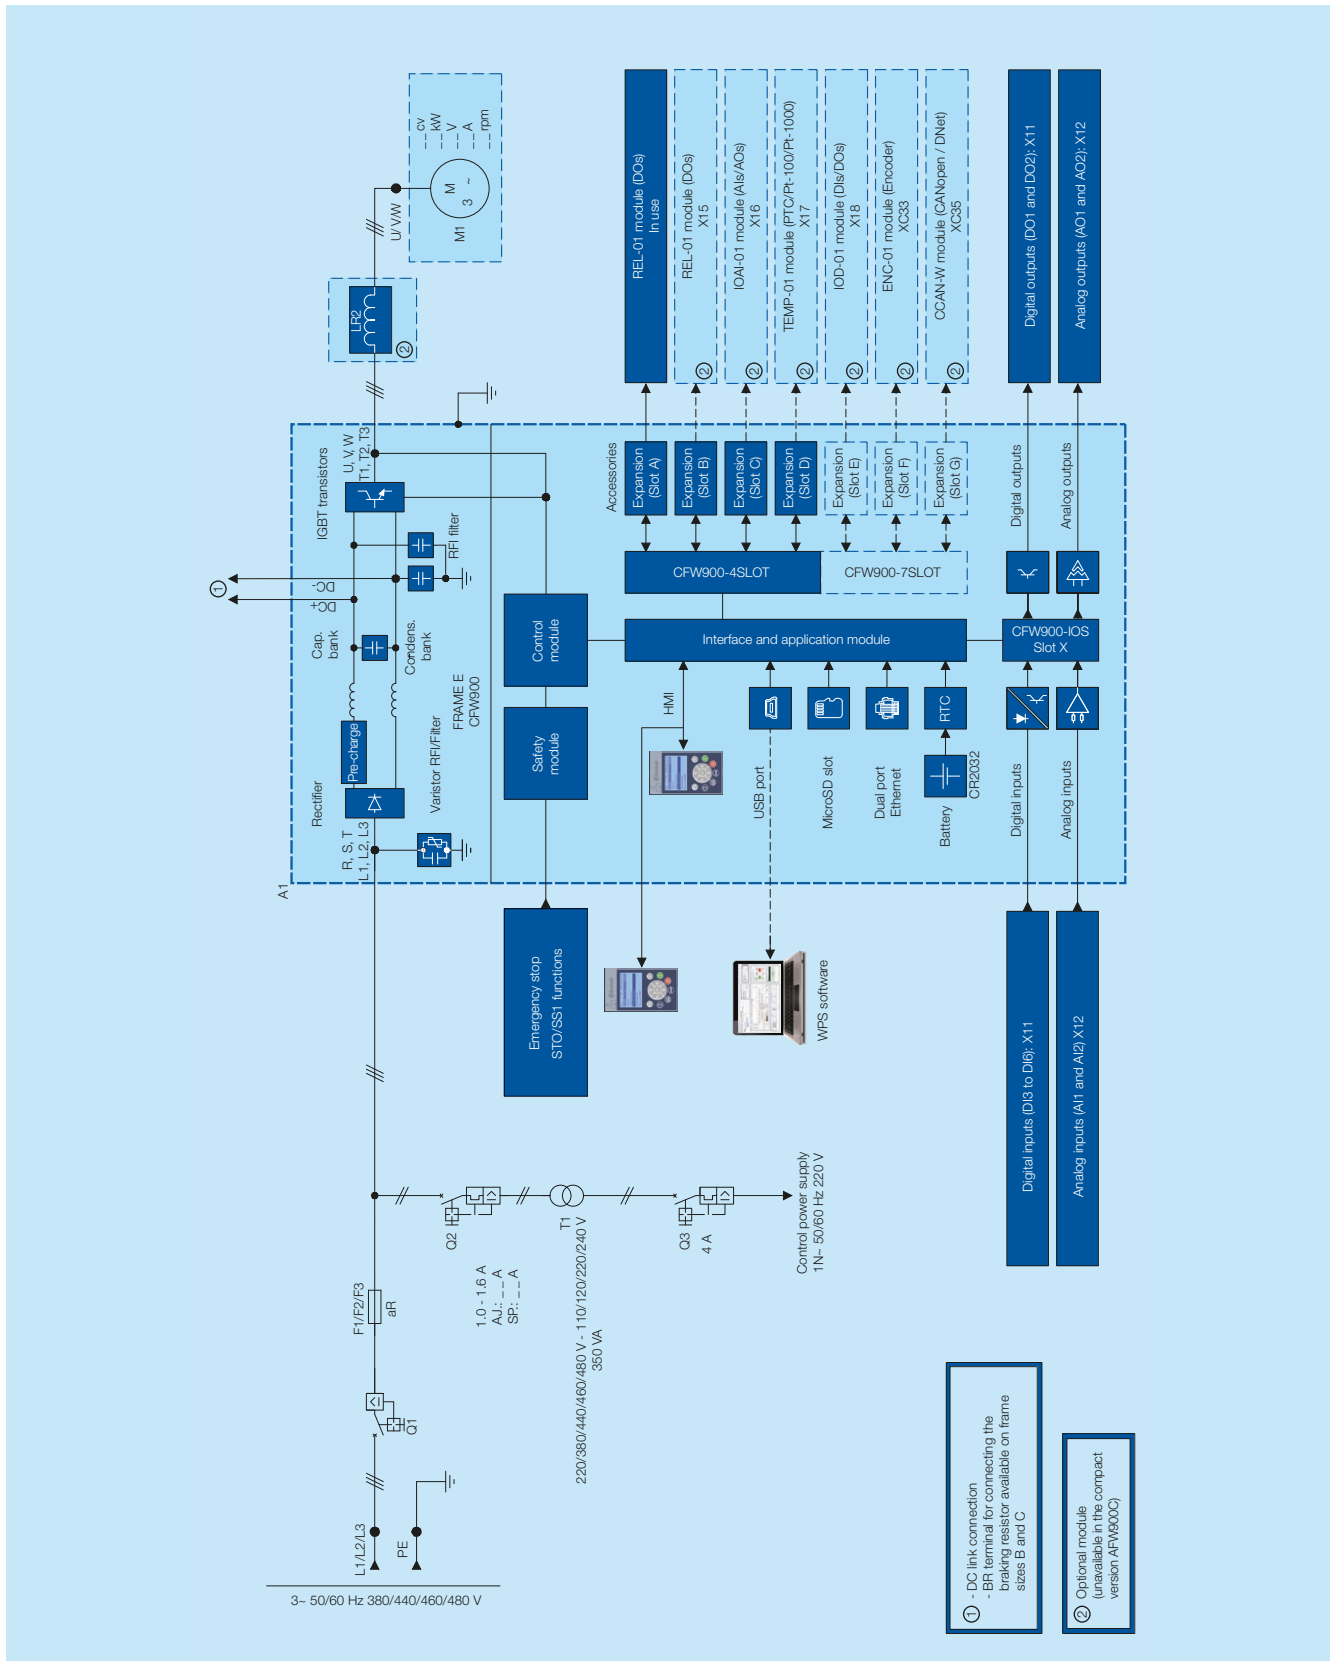 3~ 50/60 Hz 380/440/460/480 V
L1/L2/L3
PE
Q1
F1/F2/F3
aR
Q2
1.0 - 1.6 A
AJ.: _ _ A
SP.: _ _ A
T1
220/380/440/460/480 V - 110/120/220/240 V
350 VA
Q3
4 A
Control power supply
1N~ 50/60 Hz 220 V
A1
R, S, T
L1, L2, L3
Rectifier
Pre-charge
Varistor RFI/Filter
Cap.
bank
Condens.
bank
DC+
DC-
1
RFI filter
IGBT transistors
U, V, W
T1, T2, T3
FRAME E
CFW900
LR2
2
U/V/W
M1
M
3 ~
_ _ cv
_ _ kW
_ _ V
_ _ A
_ _ rpm
Emergency stop
STO/SS1 functions
Safety
module
Control
module
HMI
USB port
WPS software
MicroSD slot
Dual port
Ethernet
Battery
CR2032
RTC
Interface and application module
CFW900-4SLOT
CFW900-7SLOT
Accessories
Expansion
(Slot A)
Expansion
(Slot B)
Expansion
(Slot C)
Expansion
(Slot D)
Expansion
(Slot E)
Expansion
(Slot F)
Expansion
(Slot G)
REL-01 module (DOs)
In use
REL-01 module (DOs)
X15
2
IOAI-01 module (AIs/AOs)
X16
2
TEMP-01 module (PTC/Pt-100/Pt-1000)
X17
2
IOD-01 module (DIs/DOs)
X18
2
ENC-01 module (Encoder)
XC33
2
CCAN-W module (CANopen / DNet)
XC35
2
Digital inputs (DI3 to DI6): X11
Analog inputs (AI1 and AI2) X12
Digital inputs
Analog inputs
CFW900-IOS
Slot X
Digital outputs
Analog outputs
Digital outputs (DO1 and DO2): X11
Analog outputs (AO1 and AO2): X12
1 - DC link connection
- BR terminal for connecting the
braking resistor available on frame
sizes B and C
2 Optional module
(unavailable in the compact
version AFW900C)